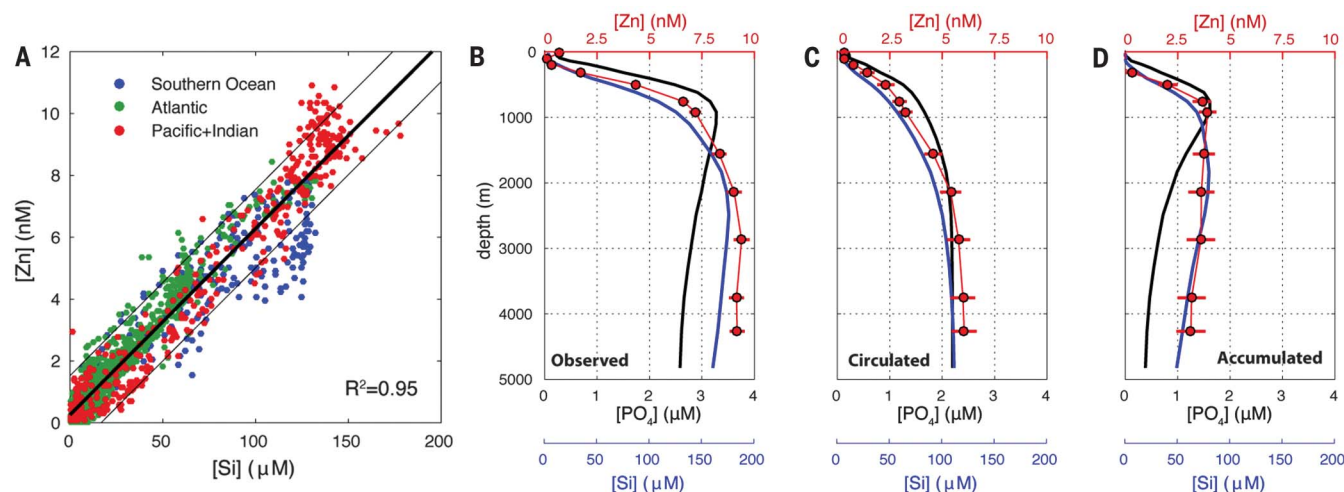 A
12
10
8
6
4
2
0
[Zn] (nM)
Southern Ocean
Atlantic
Pacific+Indian
R²=0.95
0 50 100 150 200
[Si] (μM)
B
[Zn] (nM)
0 2.5 5 7.5 10
0
1000
2000
3000
4000
5000
depth (m)
Observed
0 1 2 3 4
[PO₄] (μM)
0 50 100 150 200
[Si] (μM)
C
[Zn] (nM)
0 2.5 5 7.5 10
Circulated
0 1 2 3 4
[PO₄] (μM)
0 50 100 150 200
[Si] (μM)
D
[Zn] (nM)
0 2.5 5 7.5 10
Accumulated
0 1 2 3 4
[PO₄] (μM)
0 50 100 150 200
[Si] (μM)